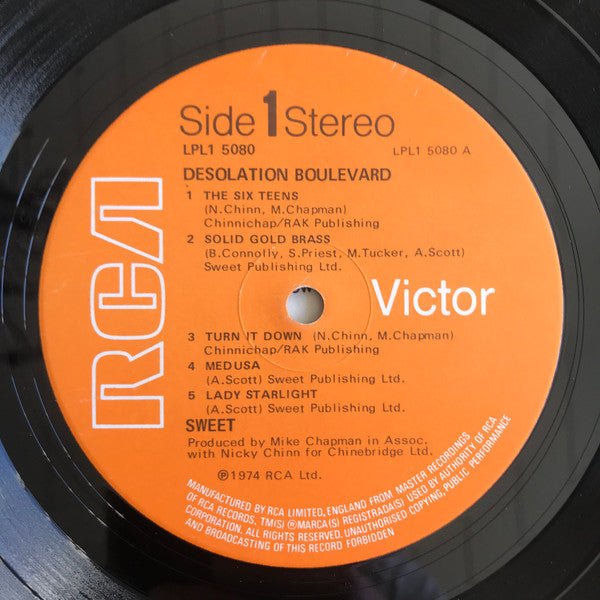 Side 1 Stereo
LPL1 5080 LPL1 5080 A
DESOLATION BOULEVARD
1 THE SIX TEENS
(N.Chinn, M.Chapman)
Chinnichap/RAK Publishing
2 SOLID GOLD BRASS
(B.Connolly, S.Priest, M.Tucker, A.Scott)
Sweet Publishing Ltd.
RCA
Victor
3 TURN IT DOWN (N.Chinn, M.Chapman)
Chinnichap/RAK Publishing
4 MEDUSA
(A.Scott) Sweet Publishing Ltd.
5 LADY STARLIGHT
(A.Scott) Sweet Publishing Ltd.
SWEET
Produced by Mike Chapman in Assoc.
with Nicky Chinn for Chinebridge Ltd.
℗1974 RCA Ltd.
MANUFACTURED BY RCA LIMITED, ENGLAND FROM MASTER RECORDINGS
OF RCA RECORDS, TM(S) ® MARCA(S) REGISTRADA(S) USED BY AUTHORITY OF RCA
CORPORATION, ALL RIGHTS RESERVED. UNAUTHORISED COPYING, PUBLIC PERFORMANCE
AND BROADCASTING OF THIS RECORD FORBIDDEN